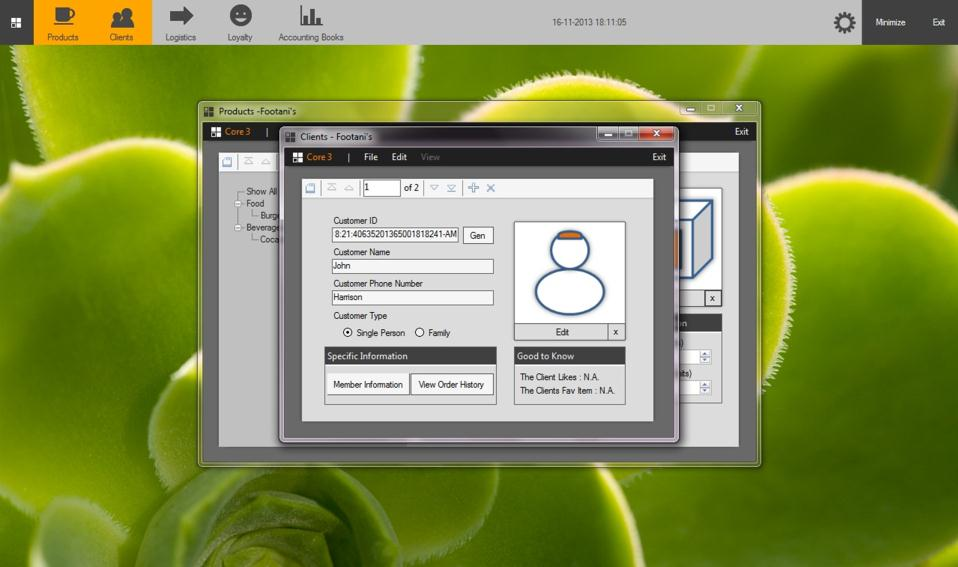 Products
Clients
Logistics
Loyalty
Accounting Books
16-11-2013 18:11:05
Minimize
Exit
Products -Footani's
Core 3 |
Exit
Show All
Food
Beverage
Coca
x
Clients - Footani's
Core 3 | File Edit View
Exit
1 of 2
Customer ID
8:21:40635201365001818241-AM
Gen
Customer Name
John
Customer Phone Number
Harrison
Customer Type
Single Person
Family
Edit
x
Specific Information
Member Information
View Order History
Good to Know
The Client Likes : N.A.
The Clients Fav Item : N.A.